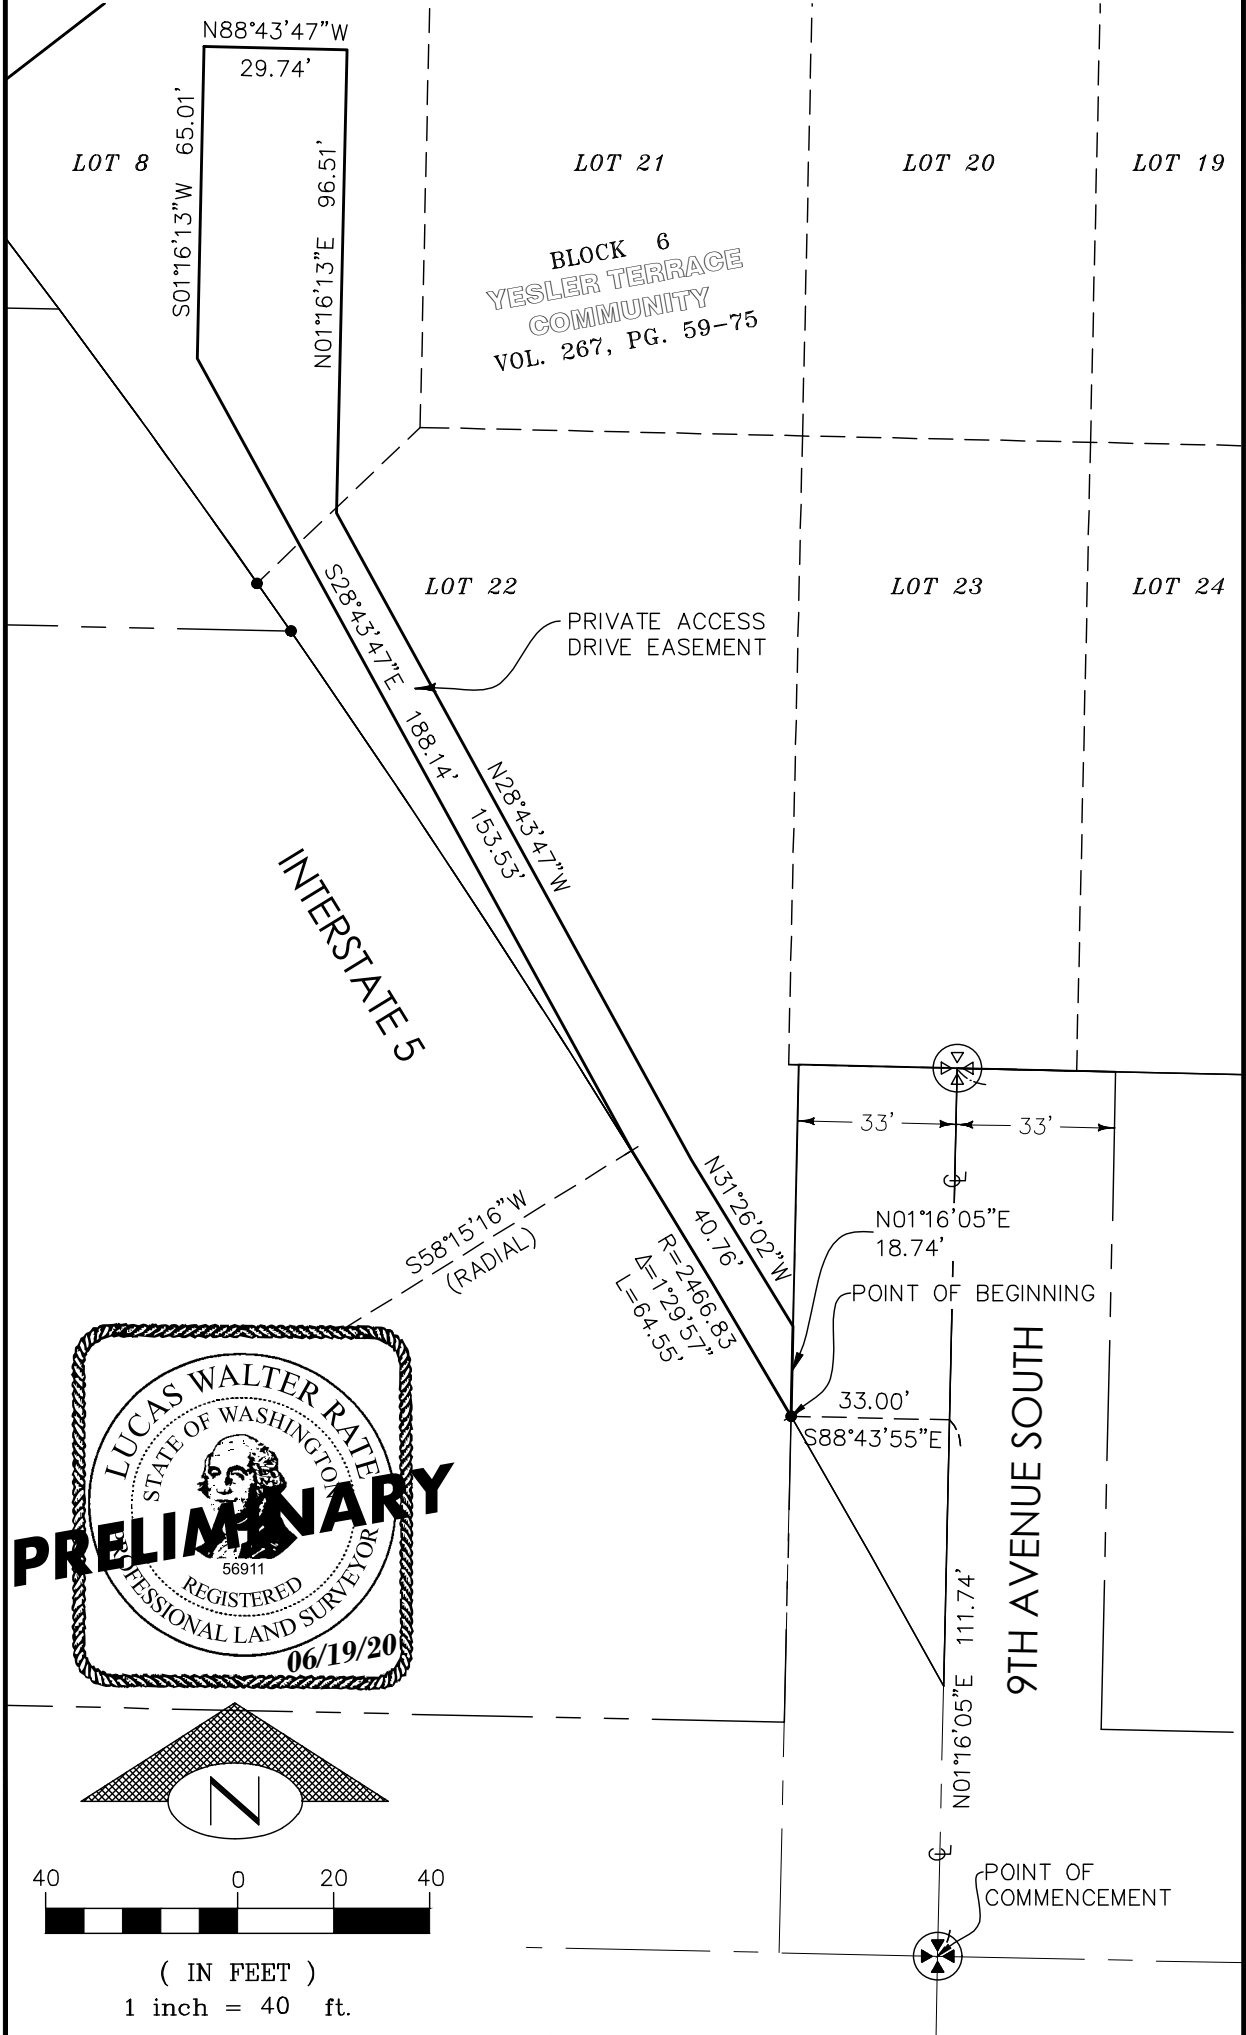 N88°43'47"W
29.74'
S01°16'13"W 65.01'
N01°16'13"E 96.51'
LOT 8
LOT 21
LOT 20
LOT 19
BLOCK 6
YESLER TERRACE
COMMUNITY
VOL. 267, PG. 59-75
LOT 22
LOT 23
LOT 24
PRIVATE ACCESS
DRIVE EASEMENT
S28°43'47"E 188.14'
N28°43'47"W
153.53'
INTERSTATE 5
33'
33'
℄
N31°26'02"W
40.76'
S58°15'16"W
(RADIAL)
R=2466.83
Δ=1°29'57"
L=64.55'
N01°16'05"E
18.74'
POINT OF BEGINNING
33.00'
S88°43'55"E
9TH AVENUE SOUTH
N01°16'05"E 111.74'
℄
POINT OF
COMMENCEMENT
LUCAS WALTER RATE
STATE OF WASHINGTON
PRELIMINARY
56911
REGISTERED
PROFESSIONAL LAND SURVEYOR
06/19/20
N
40 0 20 40
( IN FEET )
1 inch = 40 ft.